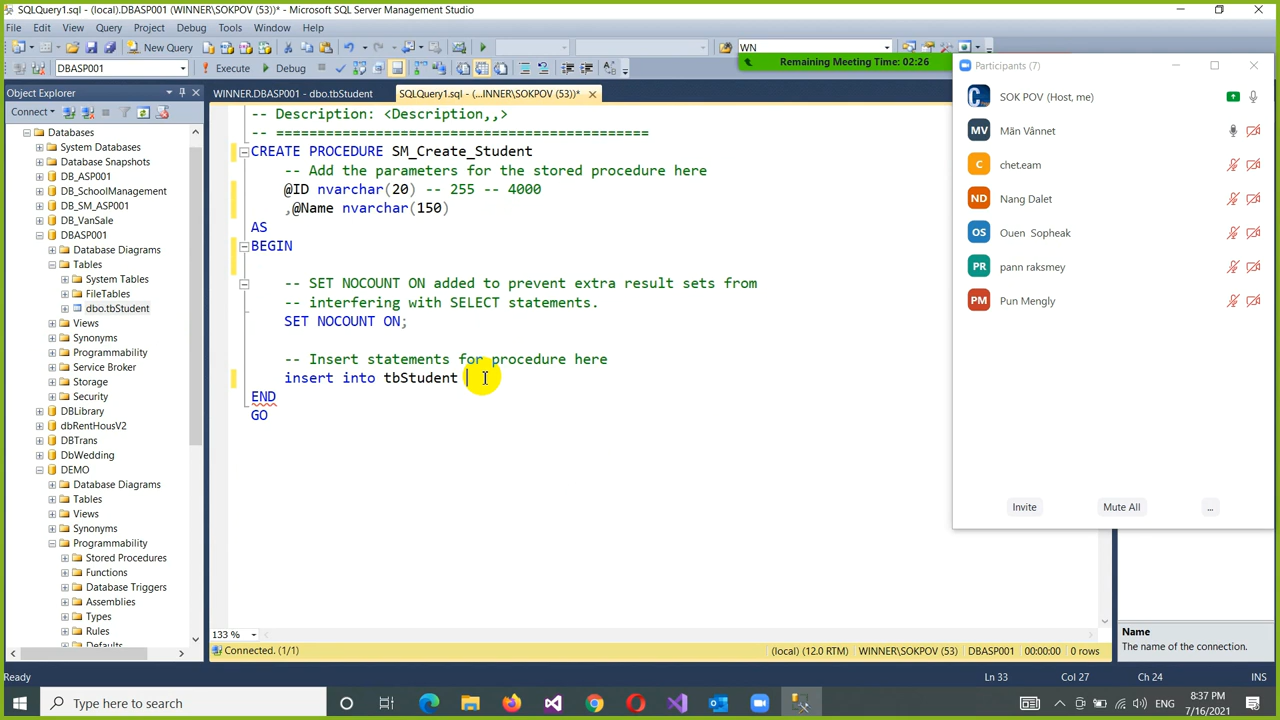 SQLQuery1.sql - (local).DBASP001 (WINNER\SOKPOV (53))* - Microsoft SQL Server Management Studio
File Edit View Query Project Debug Tools Window Help
New Query
WN
DBASP001
Execute
Debug
Remaining Meeting Time: 02:26
Object Explorer
Connect
Databases
System Databases
Database Snapshots
DB_ASP001
DB_SchoolManagement
DB_SM_ASP001
DB_VanSale
DBASP001
Database Diagrams
Tables
System Tables
FileTables
dbo.tbStudent
Views
Synonyms
Programmability
Service Broker
Storage
Security
DBLibrary
dbRentHousV2
DBTrans
DbWedding
DEMO
Database Diagrams
Tables
Views
Synonyms
Programmability
Stored Procedures
Functions
Database Triggers
Assemblies
Types
Rules
Defaults
WINNER.DBASP001 - dbo.tbStudent
SQLQuery1.sql - (...INNER\SOKPOV (53))*
-- Description: <Description,,>
-- =============================================
CREATE PROCEDURE SM_Create_Student
-- Add the parameters for the stored procedure here
@ID nvarchar(20) -- 255 -- 4000
,@Name nvarchar(150)
AS
BEGIN
-- SET NOCOUNT ON added to prevent extra result sets from
-- interfering with SELECT statements.
SET NOCOUNT ON;
-- Insert statements for procedure here
insert into tbStudent
END
GO
133 %
Connected. (1/1)
(local) (12.0 RTM)
WINNER\SOKPOV (53)
DBASP001
00:00:00
0 rows
Participants (7)
SOK POV (Host, me)
MV Măn Vånnet
C chet.eam
ND Nang Dalet
OS Ouen Sopheak
PR pann raksmey
PM Pun Mengly
Invite
Mute All
...
Name
The name of the connection.
Ready
Ln 33
Col 27
Ch 24
INS
Type here to search
ENG
8:37 PM
7/16/2021